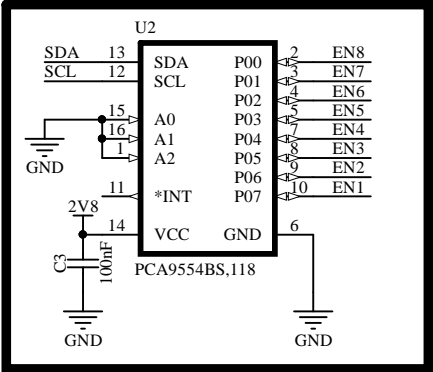 U2
SDA 13 SDA P00 2 EN8
SCL 12 SCL P01 3 EN7
P02 4 EN6
15 A0 P03 5 EN5
16 A1 P04 7 EN4
1 A2 P05 8 EN3
GND
P06 9 EN2
11 *INT P07 10 EN1
2V8
14 VCC GND 6
C3
100nF
PCA9554BS,118
GND
GND